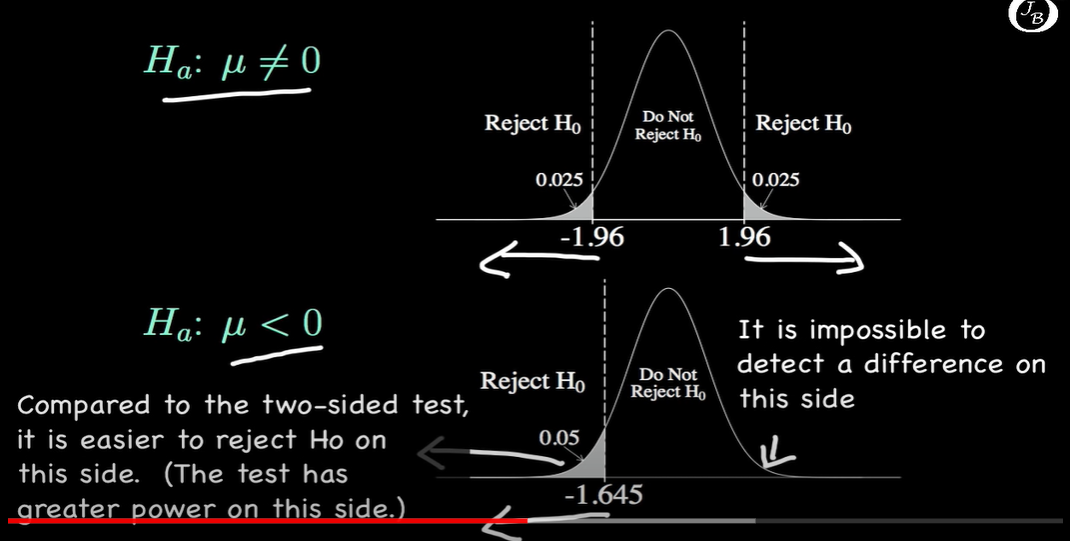 JB
Hₐ: μ ≠ 0
Reject H₀
Do Not
Reject H₀
Reject H₀
0.025
0.025
-1.96
1.96
Hₐ: μ < 0
It is impossible to
detect a difference on
this side
Reject H₀
Do Not
Reject H₀
Compared to the two-sided test,
it is easier to reject Ho on
this side. (The test has
greater power on this side.)
0.05
-1.645